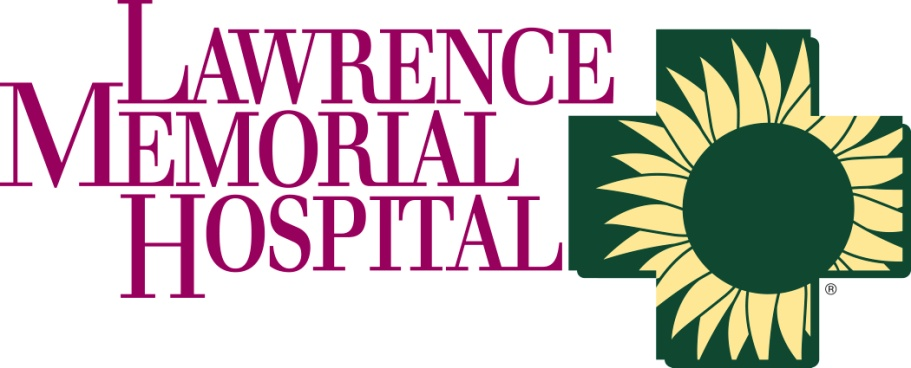 LAWRENCE
MEMORIAL
HOSPITAL
®